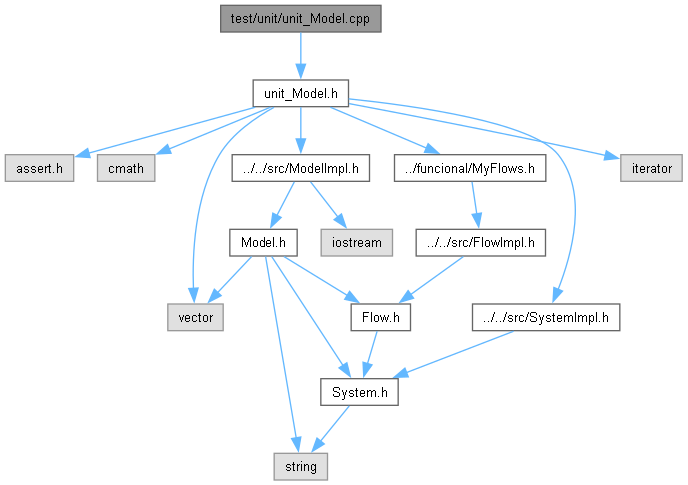 test/unit/unit_Model.cpp
unit_Model.h
assert.h
cmath
../../src/ModelImpl.h
../funcional/MyFlows.h
iterator
Model.h
iostream
../../src/FlowImpl.h
vector
Flow.h
../../src/SystemImpl.h
System.h
string